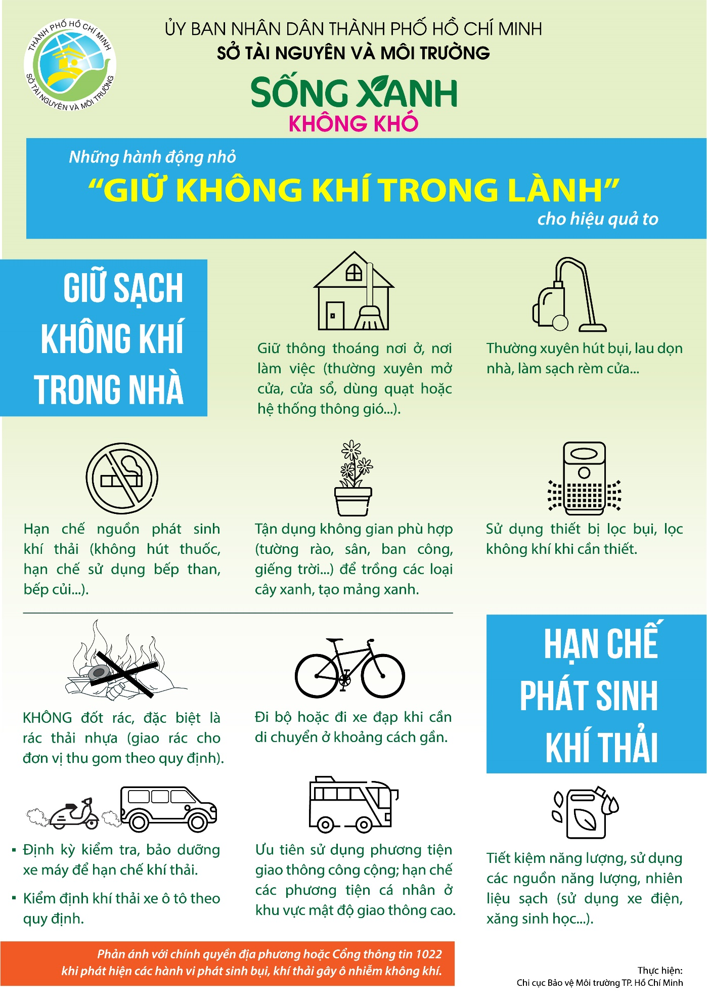 THÀNH PHỐ HỒ CHÍ MINH
SỞ TÀI NGUYÊN VÀ MÔI TRƯỜNG
ỦY BAN NHÂN DÂN THÀNH PHỐ HỒ CHÍ MINH
SỞ TÀI NGUYÊN VÀ MÔI TRƯỜNG
SỐNG XANH
KHÔNG KHÓ
Những hành động nhỏ
“GIỮ KHÔNG KHÍ TRONG LÀNH”
cho hiệu quả to
GIỮ SẠCH
KHÔNG KHÍ
TRONG NHÀ
Giữ thông thoáng nơi ở, nơi
làm việc (thường xuyên mở
cửa, cửa sổ, dùng quạt hoặc
hệ thống thông gió...).
Thường xuyên hút bụi, lau dọn
nhà, làm sạch rèm cửa...
Hạn chế nguồn phát sinh
khí thải (không hút thuốc,
hạn chế sử dụng bếp than,
bếp củi...).
Tận dụng không gian phù hợp
(tường rào, sân, ban công,
giếng trời...) để trồng các loại
cây xanh, tạo mảng xanh.
Sử dụng thiết bị lọc bụi, lọc
không khí khi cần thiết.
HẠN CHẾ
PHÁT SINH
KHÍ THẢI
KHÔNG đốt rác, đặc biệt là
rác thải nhựa (giao rác cho
đơn vị thu gom theo quy định).
Đi bộ hoặc đi xe đạp khi cần
di chuyển ở khoảng cách gần.
▪ Định kỳ kiểm tra, bảo dưỡng
xe máy để hạn chế khí thải.
▪ Kiểm định khí thải xe ô tô theo
quy định.
Ưu tiên sử dụng phương tiện
giao thông công cộng; hạn chế
các phương tiện cá nhân ở
khu vực mật độ giao thông cao.
Tiết kiệm năng lượng, sử dụng
các nguồn năng lượng, nhiên
liệu sạch (sử dụng xe điện,
xăng sinh học...).
Phản ánh với chính quyền địa phương hoặc Cổng thông tin 1022
khi phát hiện các hành vi phát sinh bụi, khí thải gây ô nhiễm không khí.
Thực hiện:
Chi cục Bảo vệ Môi trường TP. Hồ Chí Minh